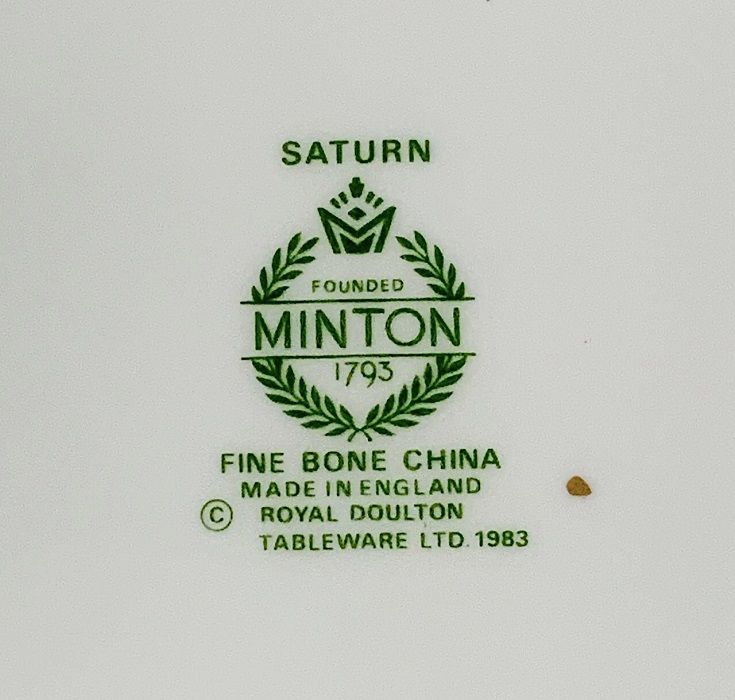 SATURN
FOUNDED
MINTON
1793
FINE BONE CHINA
MADE IN ENGLAND
© ROYAL DOULTON
TABLEWARE LTD. 1983